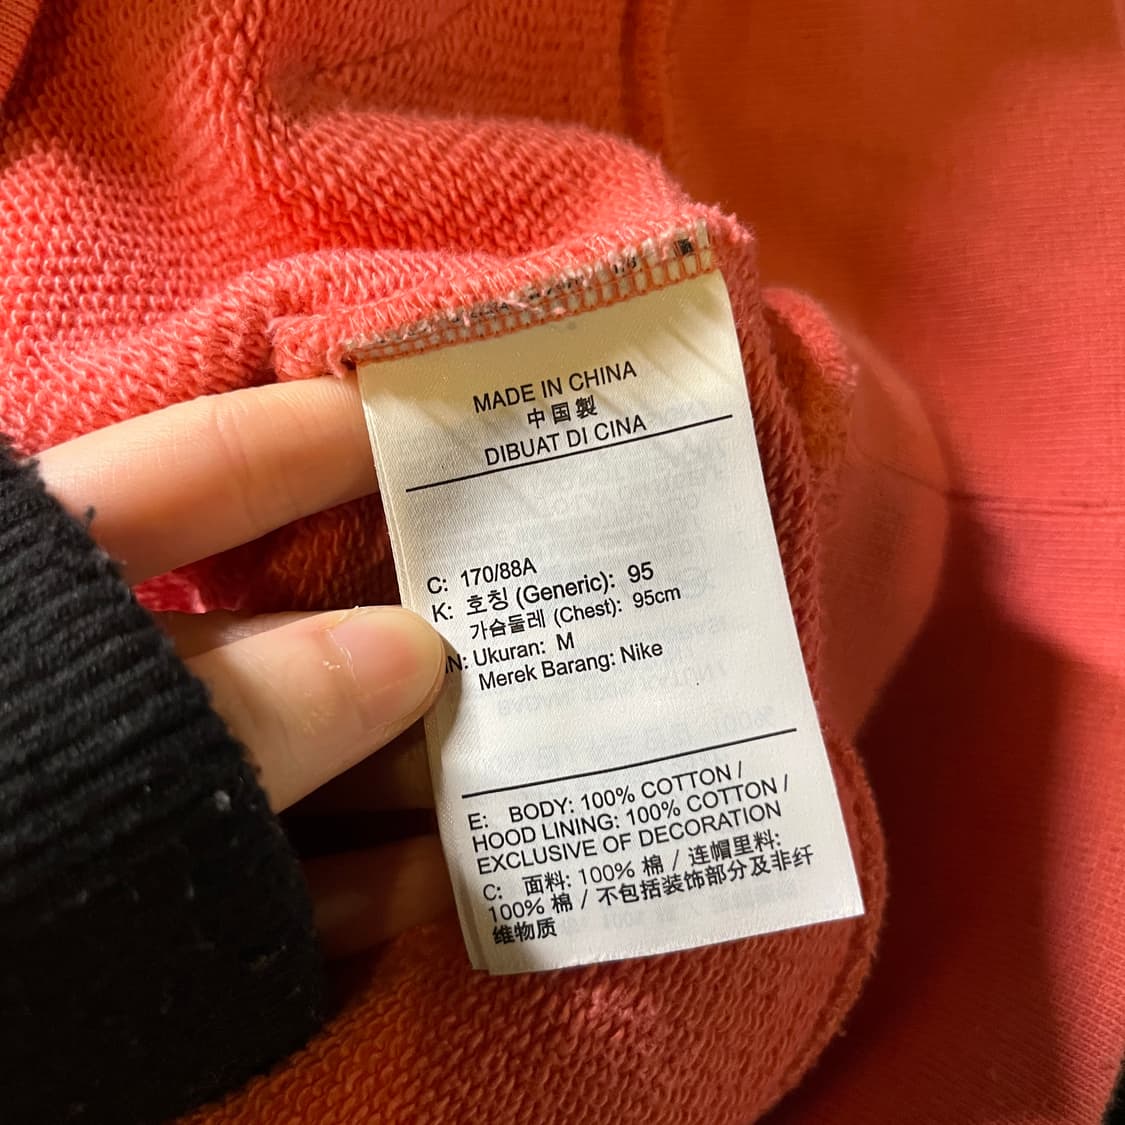 MADE IN CHINA
中国製
DIBUAT DI CINA
C: 170/88A
K: 호칭 (Generic): 95
가슴둘레 (Chest): 95cm
N: Ukuran: M
Merek Barang: Nike
E: BODY: 100% COTTON /
HOOD LINING: 100% COTTON /
EXCLUSIVE OF DECORATION
C: 面料: 100% 棉 / 连帽里料:
100% 棉 / 不包括装饰部分及非纤
维物质